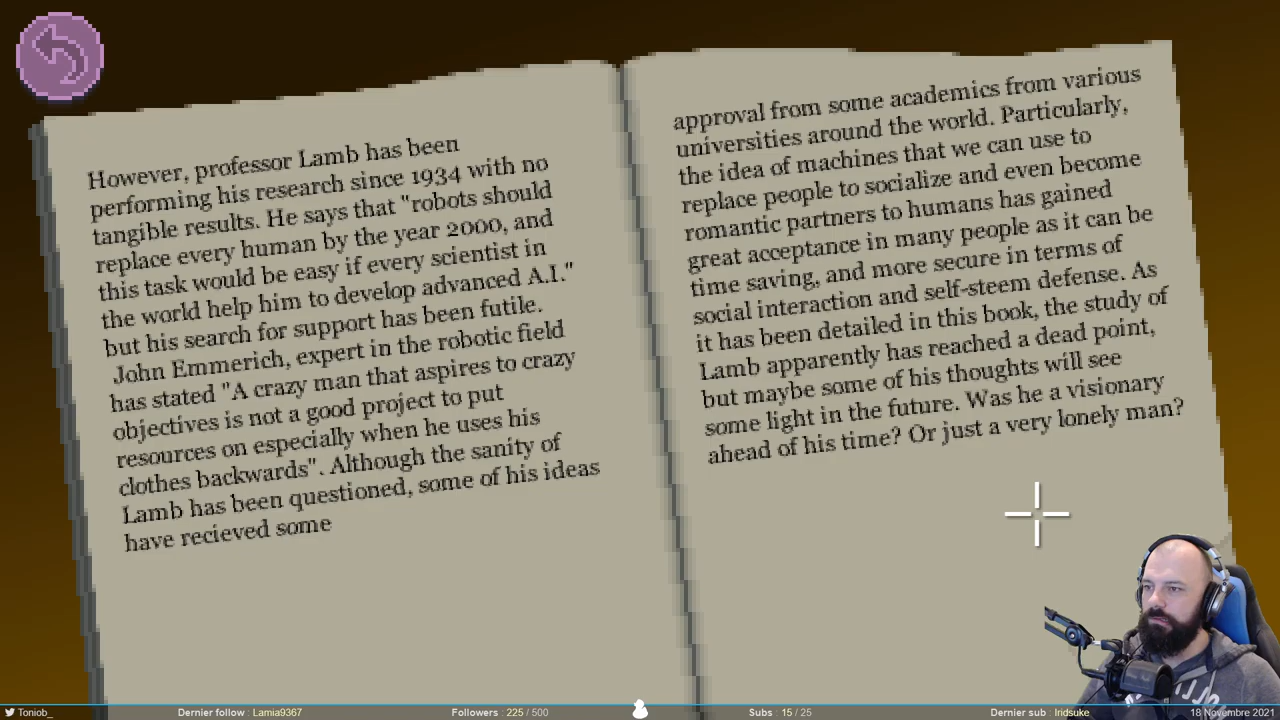 However, professor Lamb has been
performing his research since 1934 with no
tangible results. He says that "robots should
replace every human by the year 2000, and
this task would be easy if every scientist in
the world help him to develop advanced A.I."
but his search for support has been futile.
John Emmerich, expert in the robotic field
has stated "A crazy man that aspires to crazy
objectives is not a good project to put
resources on especially when he uses his
clothes backwards". Although the sanity of
Lamb has been questioned, some of his ideas
have recieved some
approval from some academics from various
universities around the world. Particularly,
the idea of machines that we can use to
replace people to socialize and even become
romantic partners to humans has gained
great acceptance in many people as it can be
time saving, and more secure in terms of
social interaction and self-steem defense. As
it has been detailed in this book, the study of
Lamb apparently has reached a dead point,
but maybe some of his thoughts will see
some light in the future. Was he a visionary
ahead of his time? Or just a very lonely man?
Toniob_
Dernier follow : Lamia9367
Followers : 225 / 500
Subs : 15 / 25
Dernier sub : Iridsuke
18 Novembre 2021